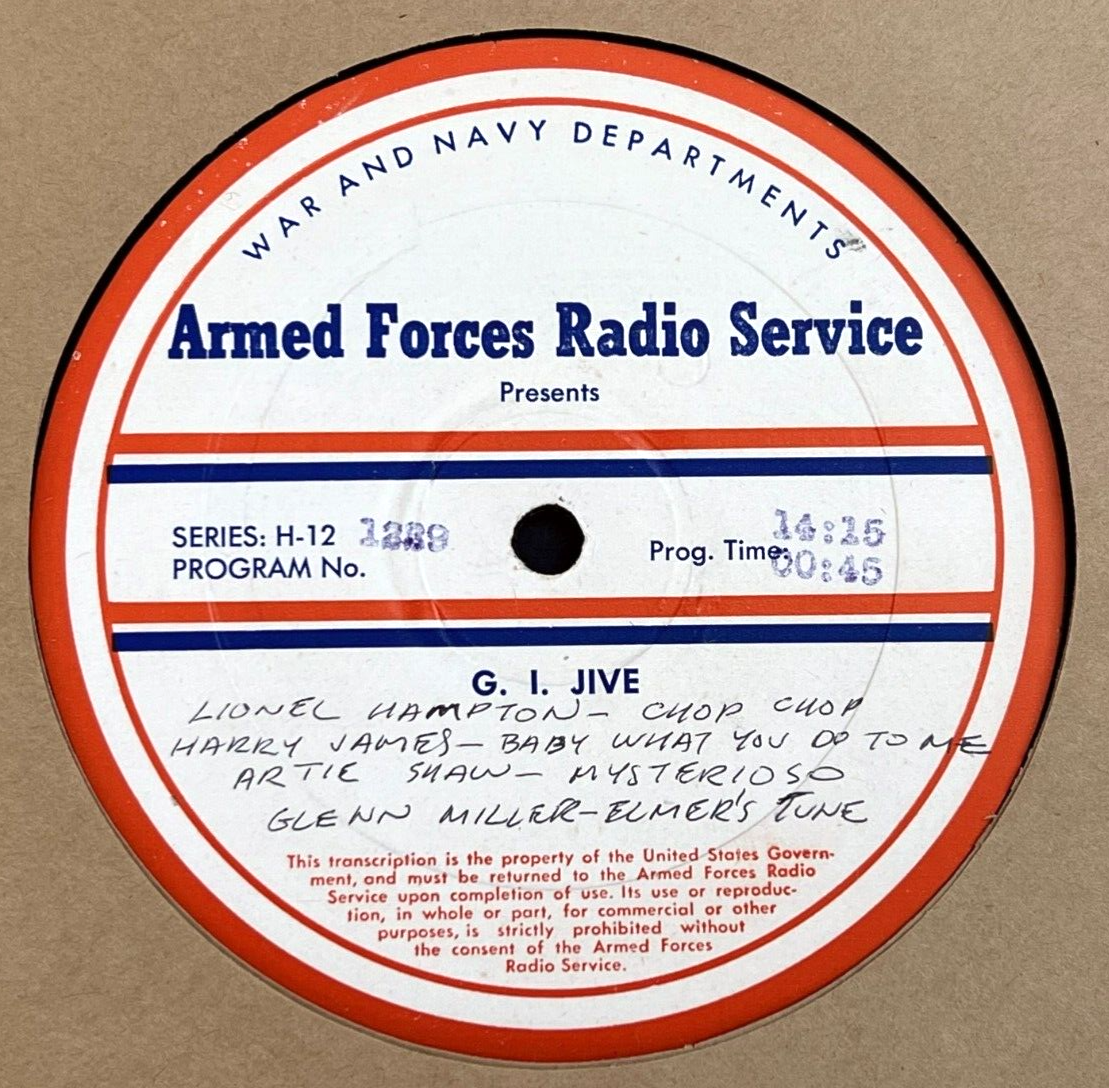 WAR AND NAVY DEPARTMENTS
Armed Forces Radio Service
Presents
SERIES: H-12
PROGRAM No.
Prog. Time:
14:15
00:45
G. I. JIVE
LIONEL HAMPTON- CHOP CHOP
HARRY JAMES- BABY WHAT YOU DO TO ME
ARTIE SHAW- MYSTERIOSO
GLENN MILLER-ELMER'S TUNE
This transcription is the property of the United States Govern-
ment, and must be returned to the Armed Forces Radio
Service upon completion of use. Its use or reproduc-
tion, in whole or part, for commercial or other
purposes, is strictly prohibited without
the consent of the Armed Forces
Radio Service.